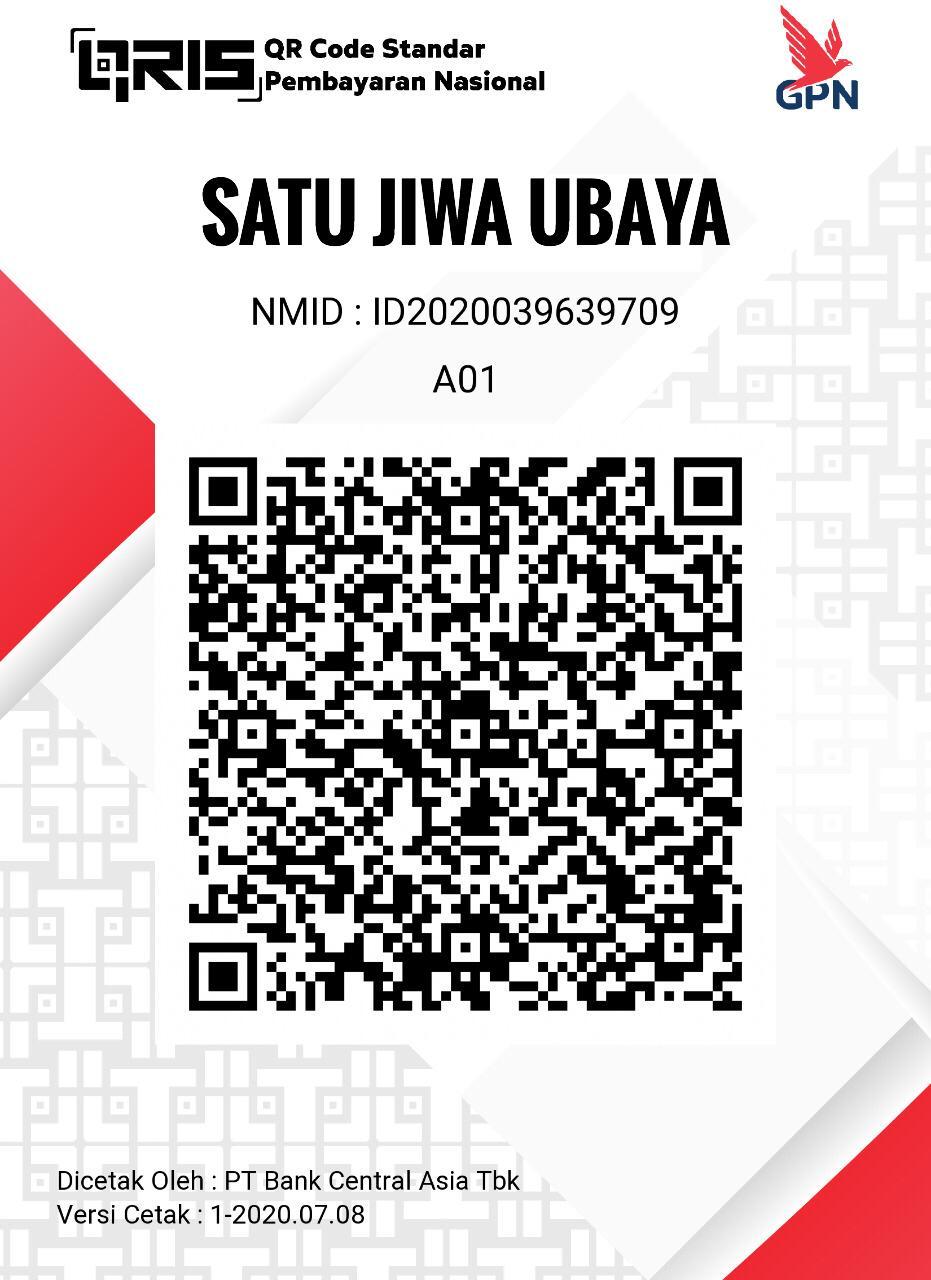 QRIS QR Code Standar
Pembayaran Nasional
GPN
SATU JIWA UBAYA
NMID : ID2020039639709
A01
Dicetak Oleh : PT Bank Central Asia Tbk
Versi Cetak : 1-2020.07.08